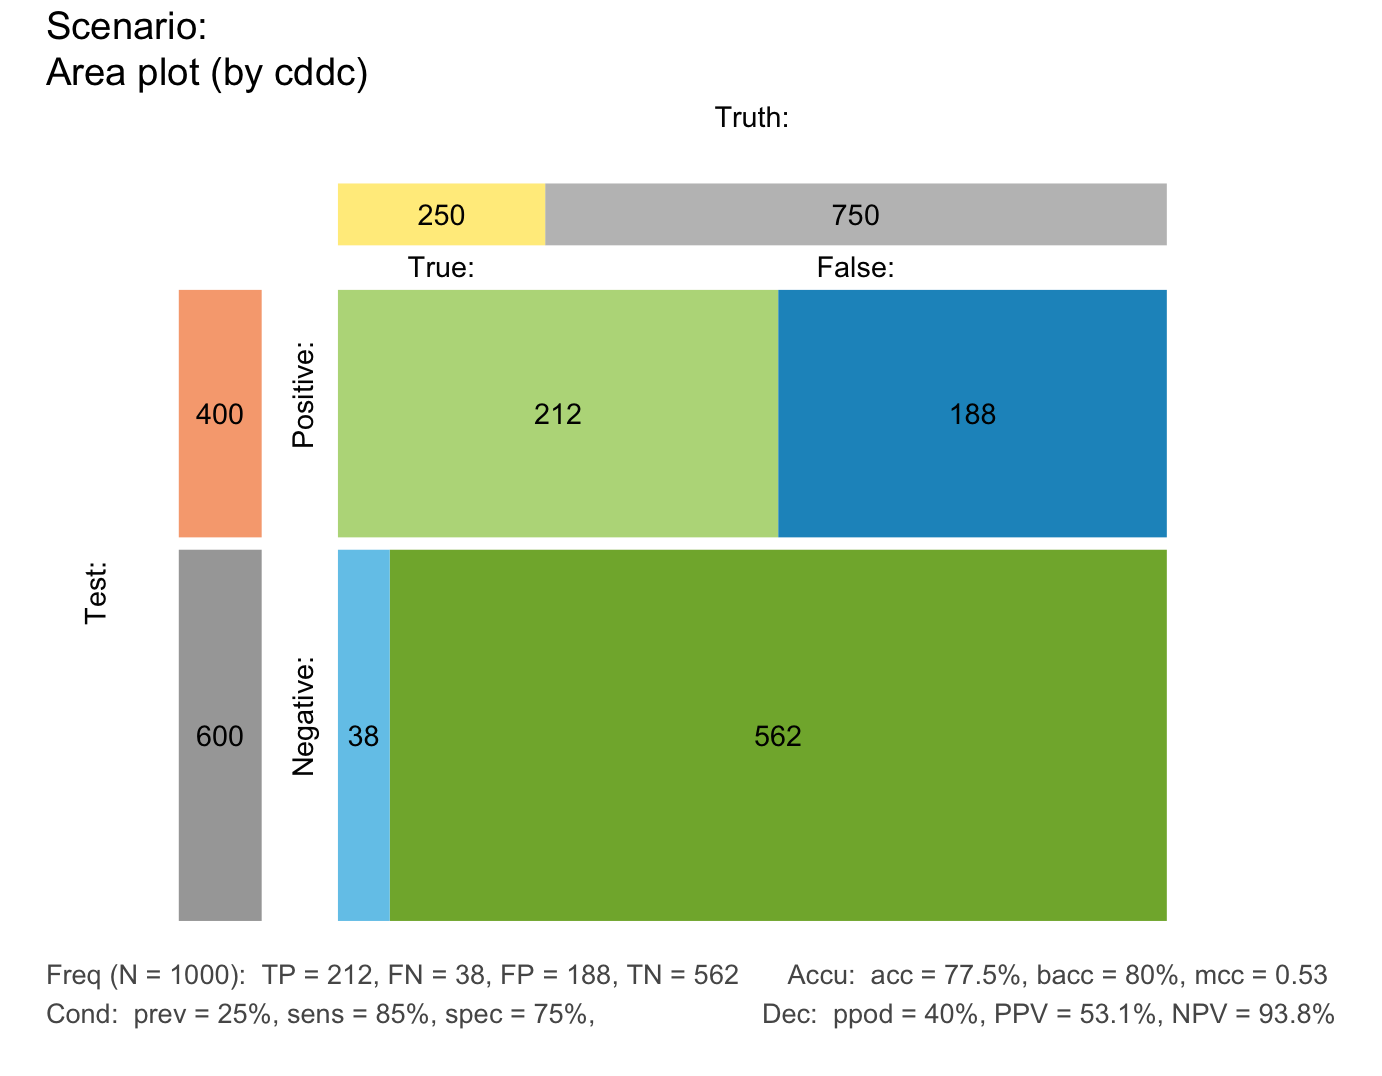 Scenario:
Area plot (by cddc)
Truth:
250 750
True: False:
400 Positive: 212 188
Test:
600 Negative: 38 562
Freq (N = 1000):  TP = 212, FN = 38, FP = 188, TN = 562 Accu:  acc = 77.5%, bacc = 80%, mcc = 0.53
Cond:  prev = 25%, sens = 85%, spec = 75%, Dec:  ppod = 40%, PPV = 53.1%, NPV = 93.8%